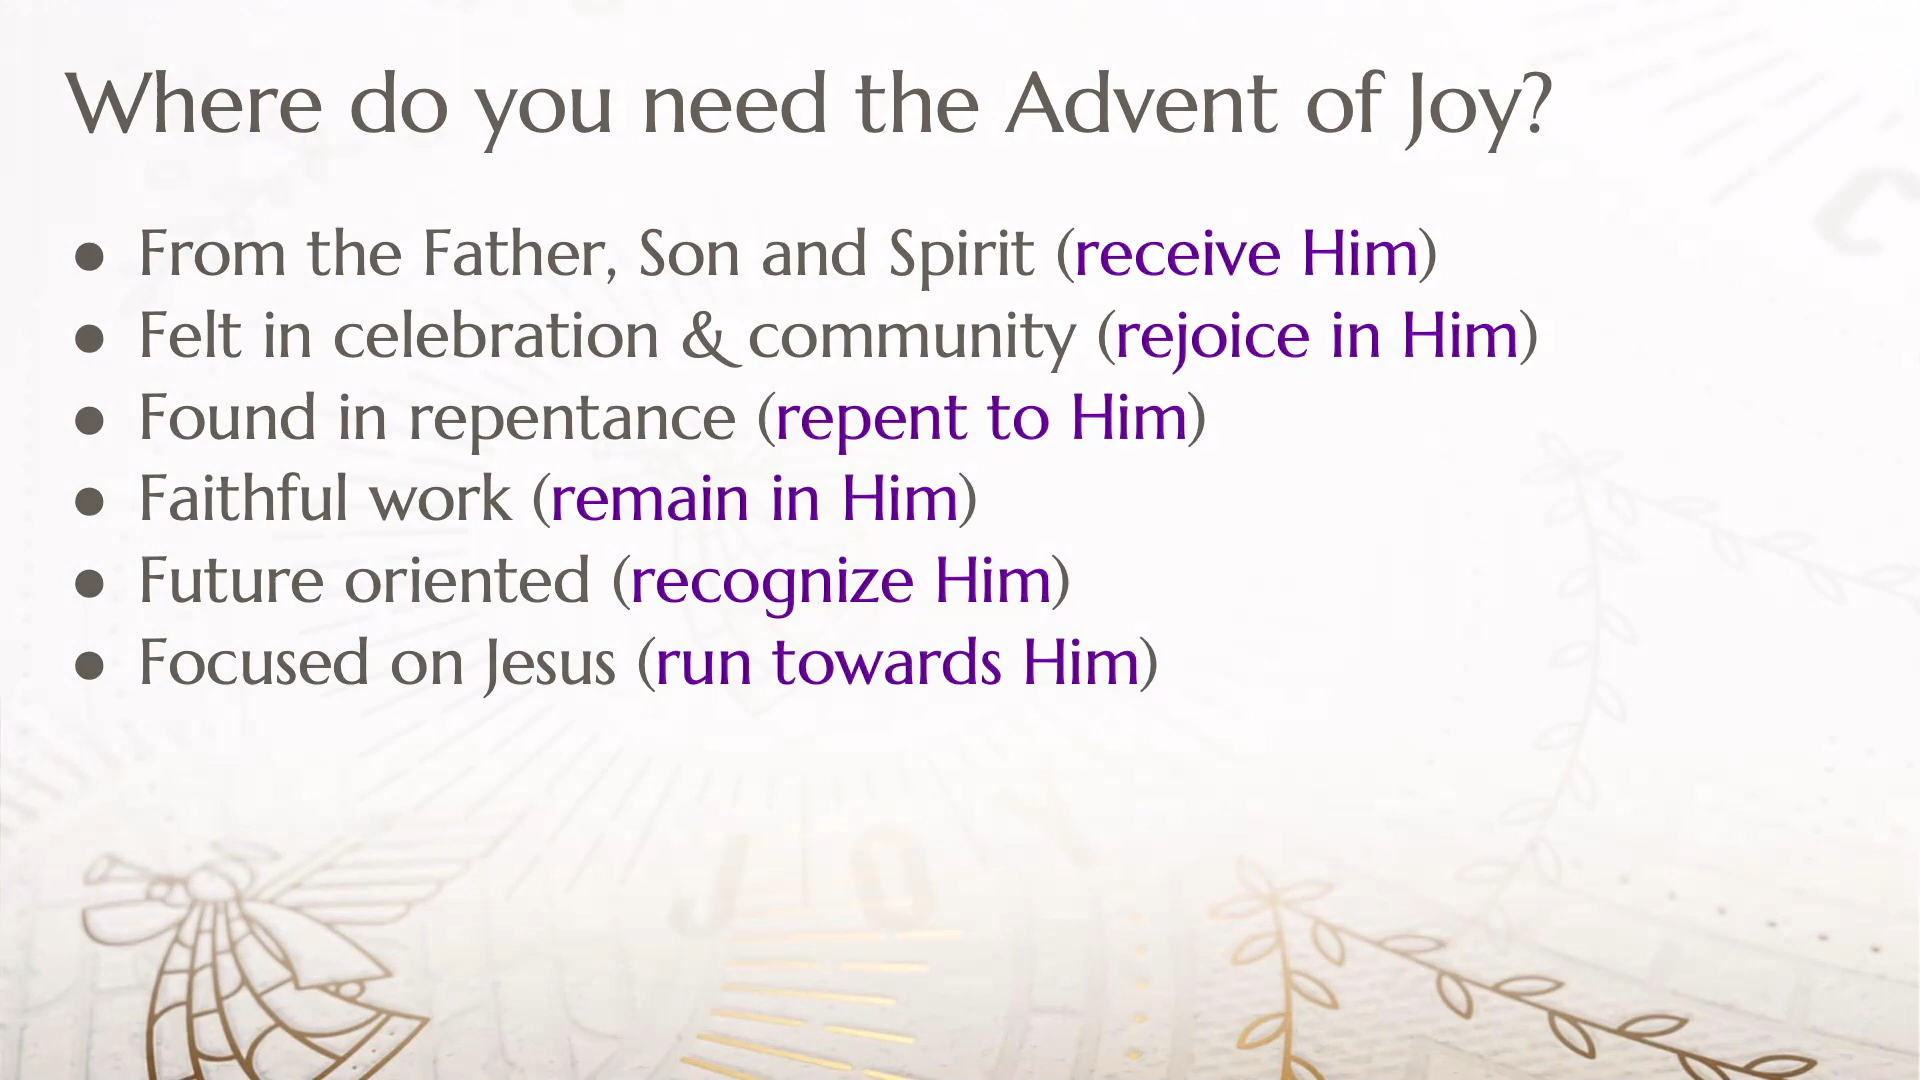 Where do you need the Advent of Joy?
● From the Father, Son and Spirit (receive Him)
● Felt in celebration & community (rejoice in Him)
● Found in repentance (repent to Him)
● Faithful work (remain in Him)
● Future oriented (recognize Him)
● Focused on Jesus (run towards Him)
C
JOY